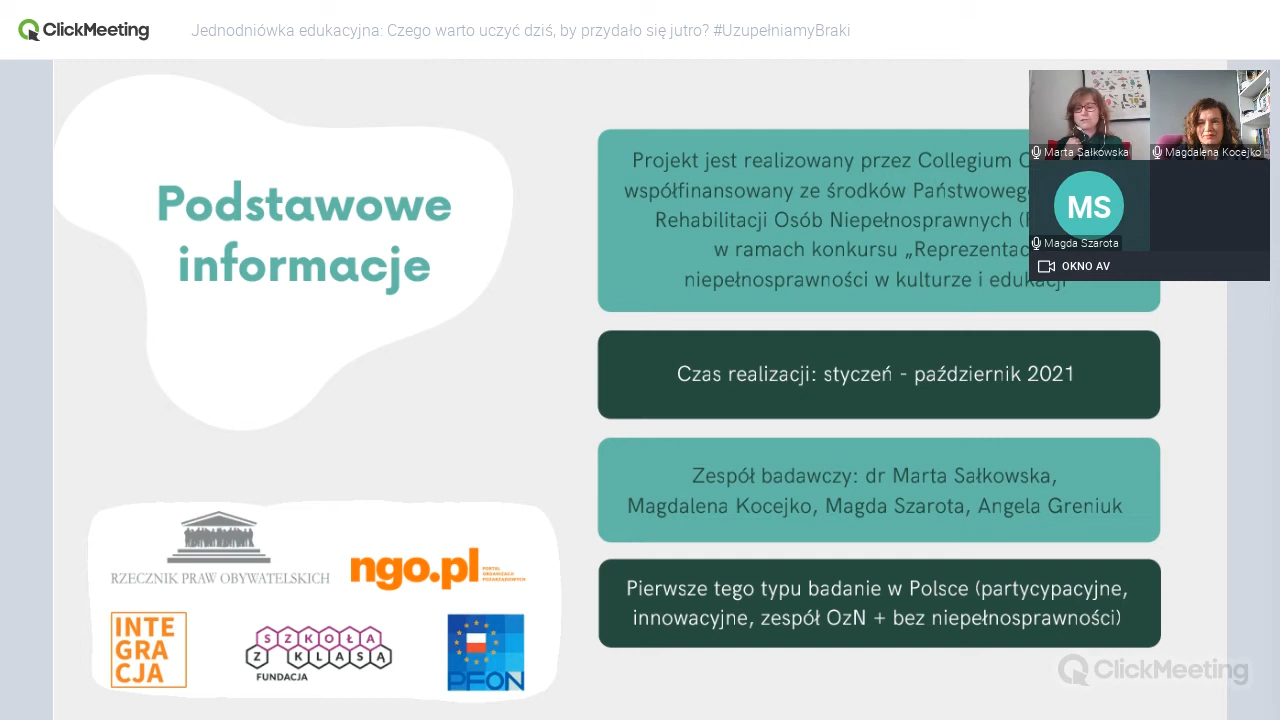 ClickMeeting
Jednodniówka edukacyjna: Czego warto uczyć dziś, by przydało się jutro? #UzupełniamyBraki
Podstawowe
informacje
Projekt jest realizowany przez Collegium
współfinansowany ze środków
Rehabilitacji Osób Niepełnosprawnych
w ramach konkursu
niepełnosprawności w kulturze i edukacji
Marta Sałkowska
Magdalena Kocejko
MS
Magda Szarota
OKNO AV
Czas realizacji: styczeń - październik 2021
Zespół badawczy: dr Marta Sałkowska,
Magdalena Kocejko, Magda Szarota, Angela Greniuk
Pierwsze tego typu badanie w Polsce (partycypacyjne,
innowacyjne, zespół OzN + bez niepełnosprawności)
RZECZNIK PRAW OBYWATELSKICH
ngo.pl
PORTAL
ORGANIZACJI
POZARZĄDOWYCH
INTE
GRA
CJA
SZKOŁA
Z KLASĄ
FUNDACJA
PFON
ClickMeeting